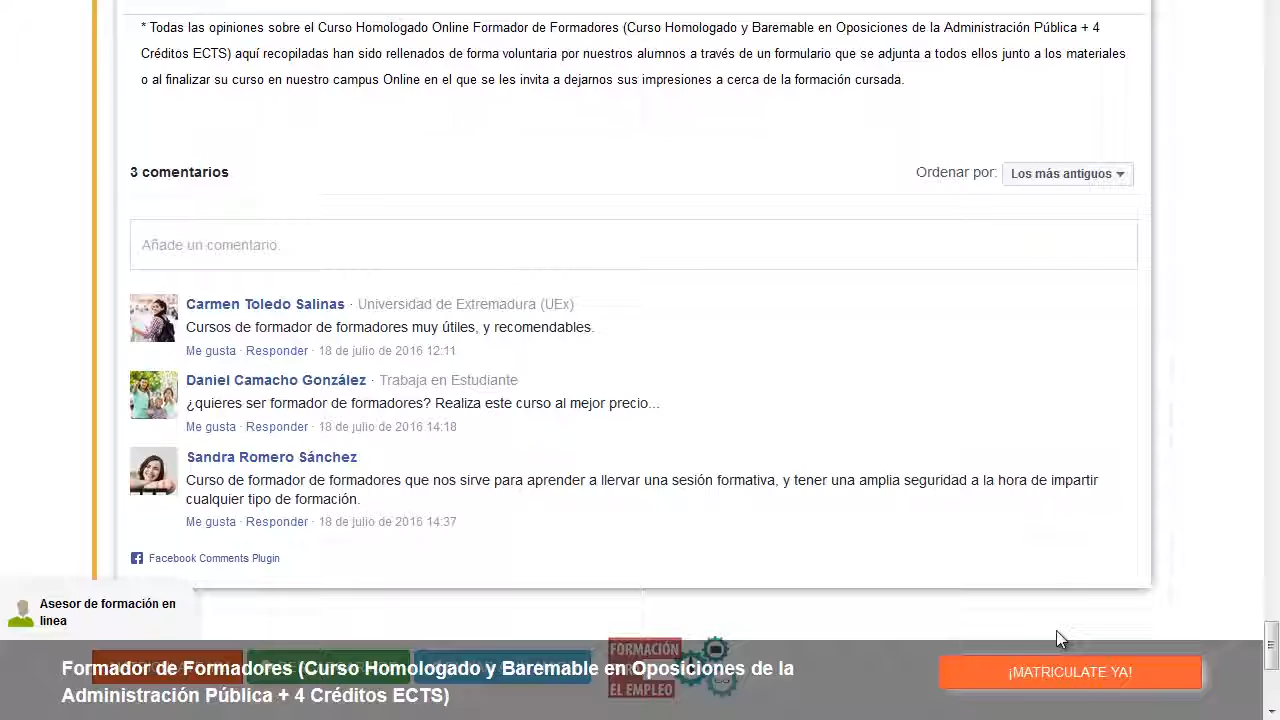 * Todas las opiniones sobre el Curso Homologado Online Formador de Formadores (Curso Homologado y Baremable en Oposiciones de la Administración Pública + 4
Créditos ECTS) aquí recopiladas han sido rellenados de forma voluntaria por nuestros alumnos a través de un formulario que se adjunta a todos ellos junto a los materiales
o al finalizar su curso en nuestro campus Online en el que se les invita a dejarnos sus impresiones a cerca de la formación cursada.
3 comentarios
Ordenar por: Los más antiguos
Añade un comentario.
Carmen Toledo Salinas · Universidad de Extremadura (UEx)
Cursos de formador de formadores muy útiles, y recomendables.
Me gusta · Responder · 18 de julio de 2016 12:11
Daniel Camacho González · Trabaja en Estudiante
¿quieres ser formador de formadores? Realiza este curso al mejor precio...
Me gusta · Responder · 18 de julio de 2016 14:18
Sandra Romero Sánchez
Curso de formador de formadores que nos sirve para aprender a llervar una sesión formativa, y tener una amplia seguridad a la hora de impartir
cualquier tipo de formación.
Me gusta · Responder · 18 de julio de 2016 14:37
Facebook Comments Plugin
Asesor de formación en
linea
FORMACIÓN
EL EMPLEO
Formador de Formadores (Curso Homologado y Baremable en Oposiciones de la
Administración Pública + 4 Créditos ECTS)
¡MATRICULATE YA!